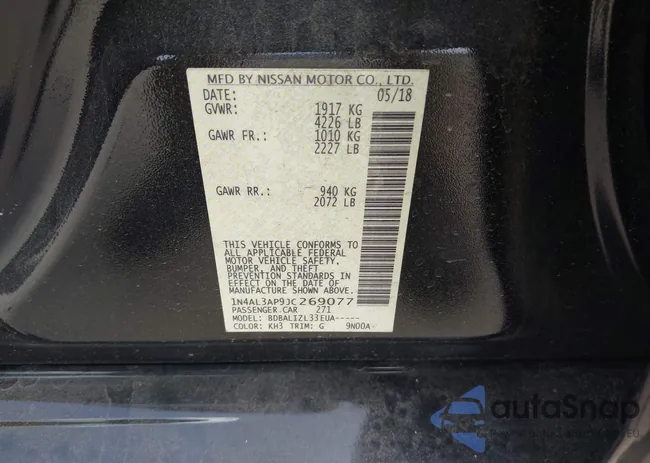 MFD BY NISSAN MOTOR CO., LTD.
DATE: 05/18
GVWR: 1917 KG
4226 LB
GAWR FR.: 1010 KG
2227 LB
GAWR RR.: 940 KG
2072 LB
THIS VEHICLE CONFORMS TO
ALL APPLICABLE FEDERAL
MOTOR VEHICLE SAFETY,
BUMPER, AND THEFT
PREVENTION STANDARDS IN
EFFECT ON THE DATE OF
MANUFACTURE SHOWN ABOVE.
1N4AL3AP9JC269077
PASSENGER CAR 271
MODEL: BDBALIZL33EUA-----
COLOR: KH3 TRIM: G 9N00A
autoSnap